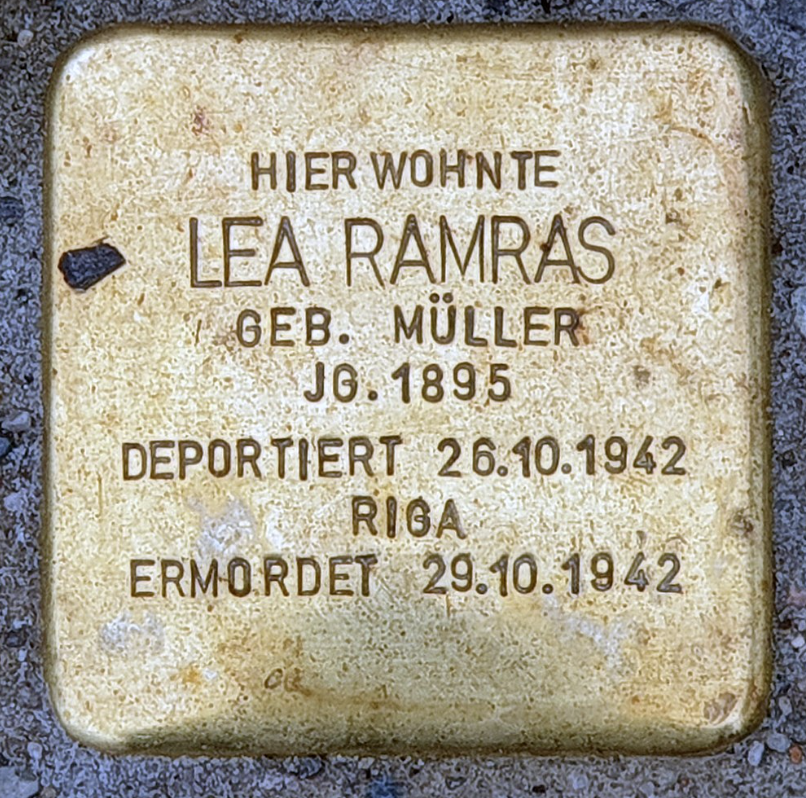 HIER WOHNTE
LEA RAMRAS
GEB. MÜLLER
JG. 1895
DEPORTIERT 26.10.1942
RIGA
ERMORDET 29.10.1942